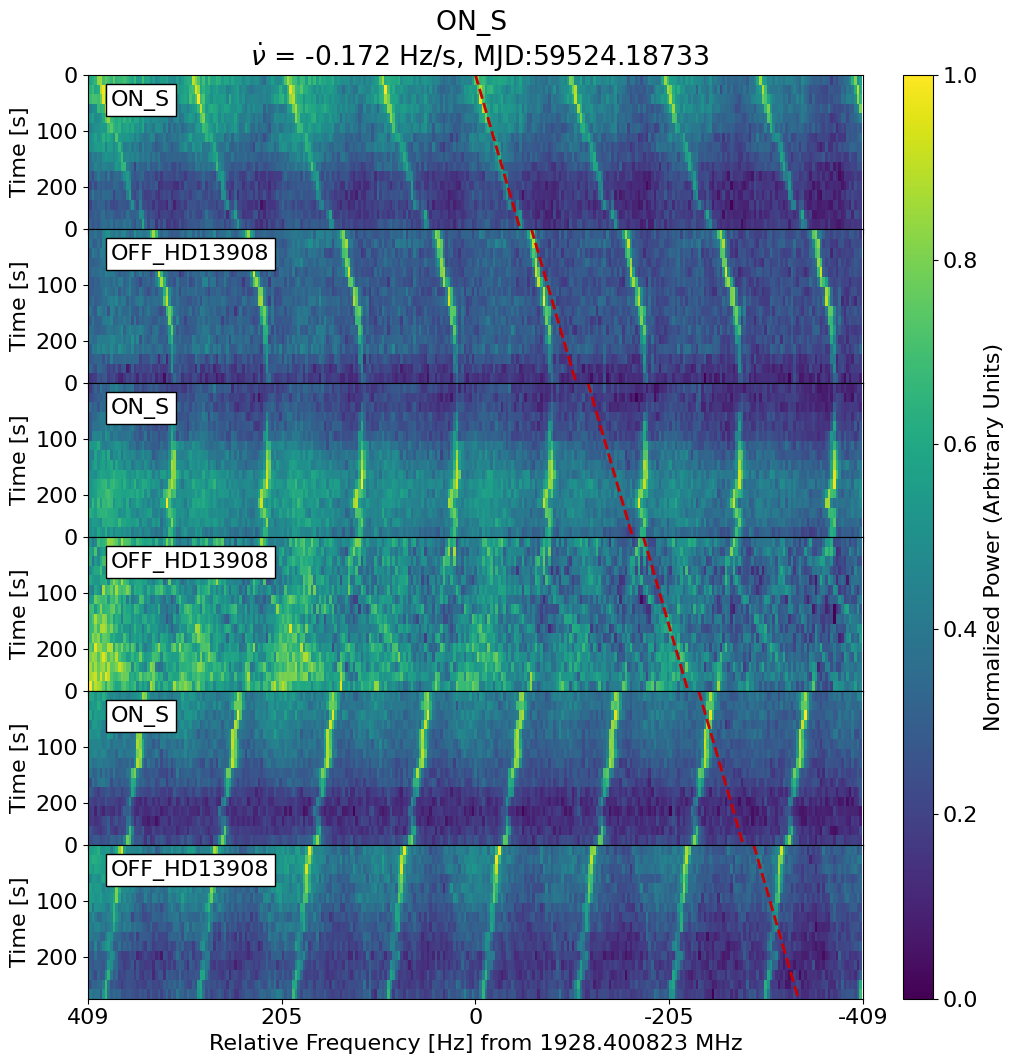 ON_S
ν̇ = -0.172 Hz/s, MJD:59524.18733
0
100
200
Time [s]
ON_S
0
100
200
Time [s]
OFF_HD13908
0
100
200
Time [s]
ON_S
0
100
200
Time [s]
OFF_HD13908
0
100
200
Time [s]
ON_S
0
100
200
Time [s]
OFF_HD13908
409 205 0 -205 -409
Relative Frequency [Hz] from 1928.400823 MHz
1.0
0.8
0.6
0.4
0.2
0.0
Normalized Power (Arbitrary Units)